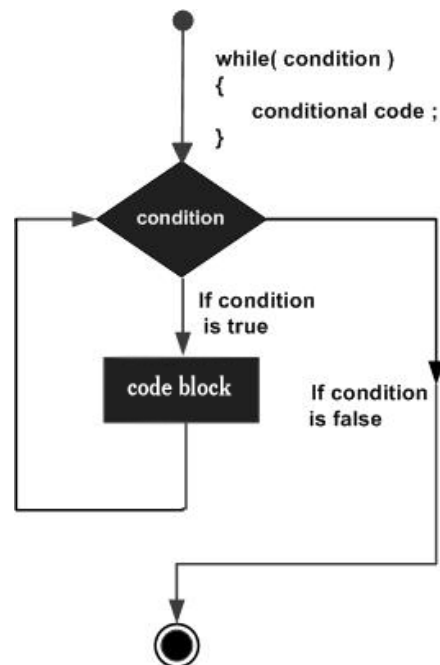 while( condition )
{
conditional code ;
}
condition
If condition
is true
code block
If condition
is false